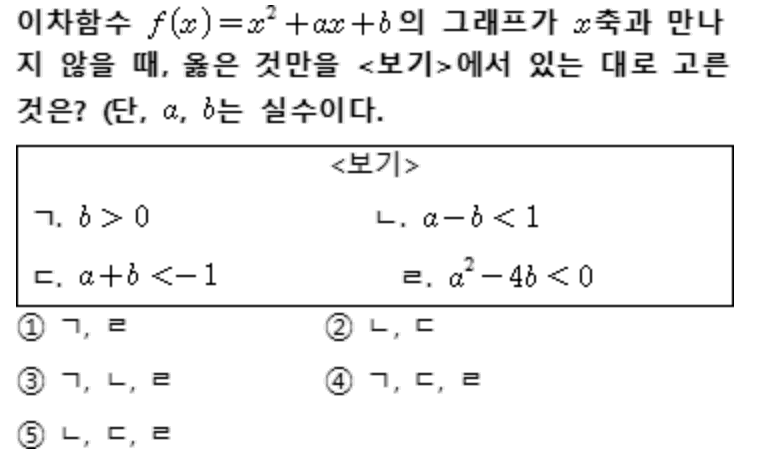 이차함수 f(x)=x²+ax+b의 그래프가 x축과 만나
지 않을 때, 옳은 것만을 <보기>에서 있는 대로 고른
것은? (단, a, b는 실수이다.
<보기>
ㄱ. b>0 ㄴ. a-b<1
ㄷ. a+b<-1 ㄹ. a²-4b<0
① ㄱ, ㄹ ② ㄴ, ㄷ
③ ㄱ, ㄴ, ㄹ ④ ㄱ, ㄷ, ㄹ
⑤ ㄴ, ㄷ, ㄹ